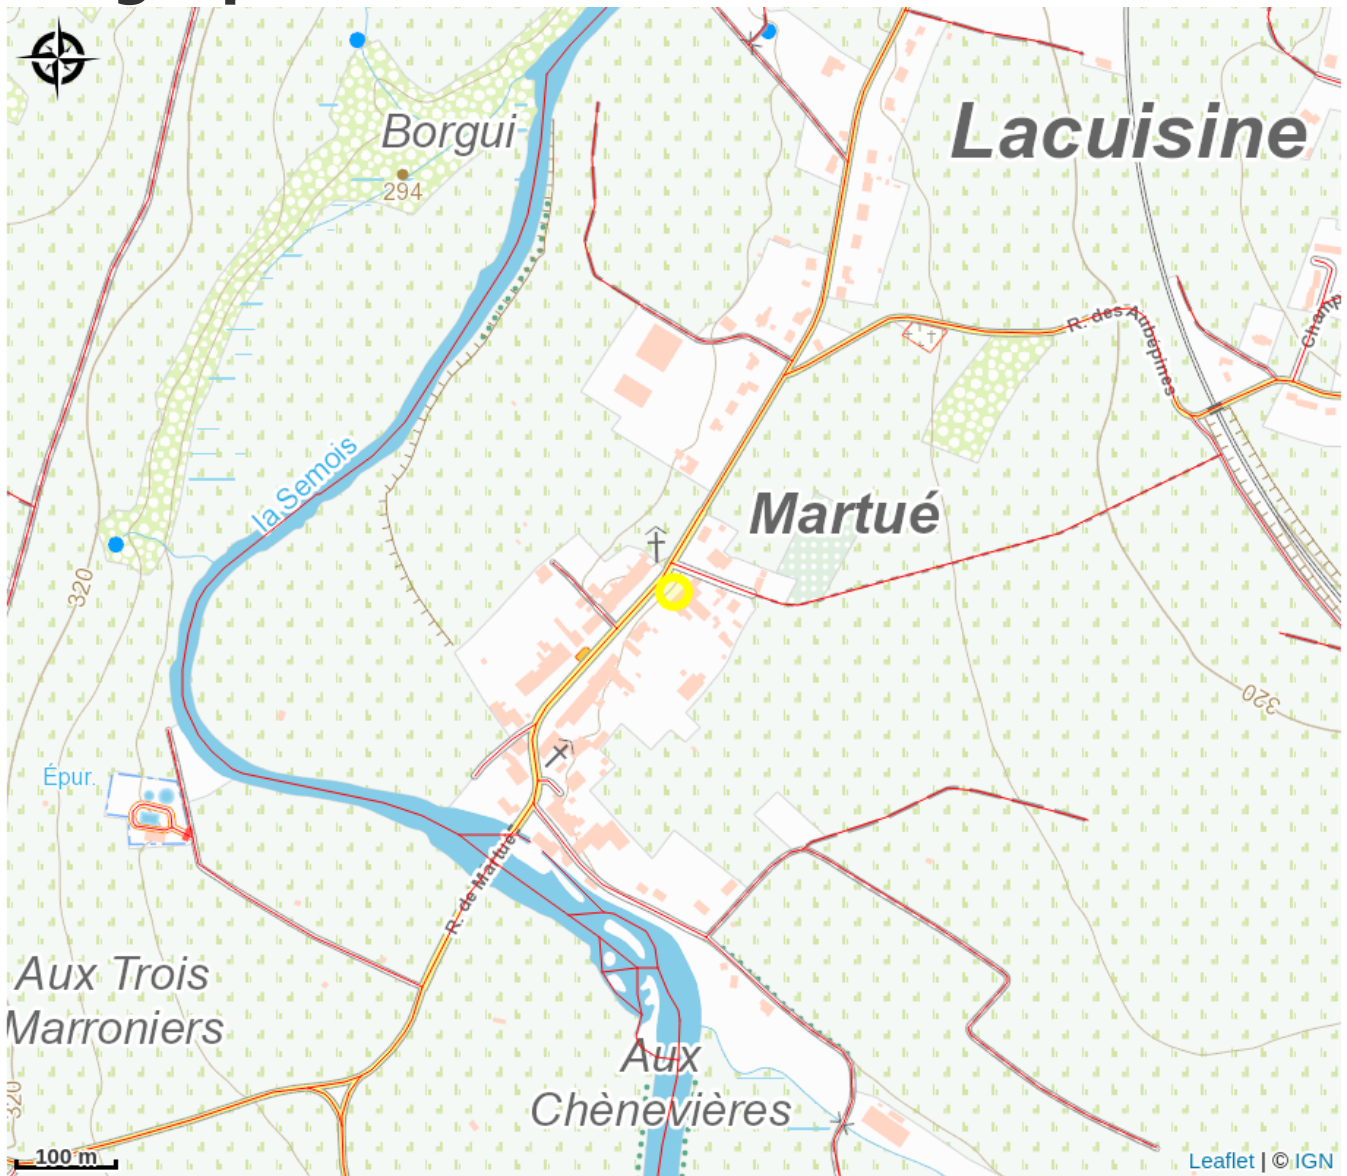 Borgui
294
Lacuisine
R. des Aubépines
Champ
la Semois
Martué
320
320
Épur.
R. de Martué
Aux Trois
Marroniers
Aux
Chènevières
320
100 m
Leaflet | © IGN